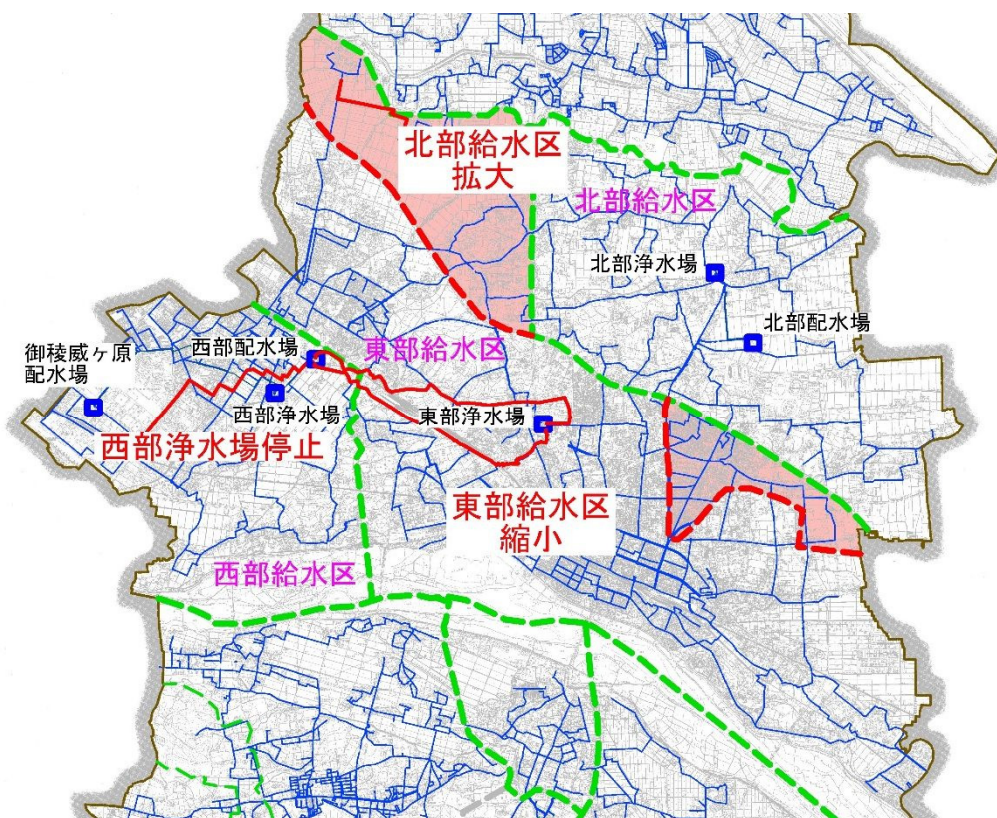 北部給水区
拡大
北部給水区
北部浄水場
北部配水場
西部配水場
東部給水区
御稜威ヶ原
配水場
西部浄水場
東部浄水場
西部浄水場停止
東部給水区
縮小
西部給水区